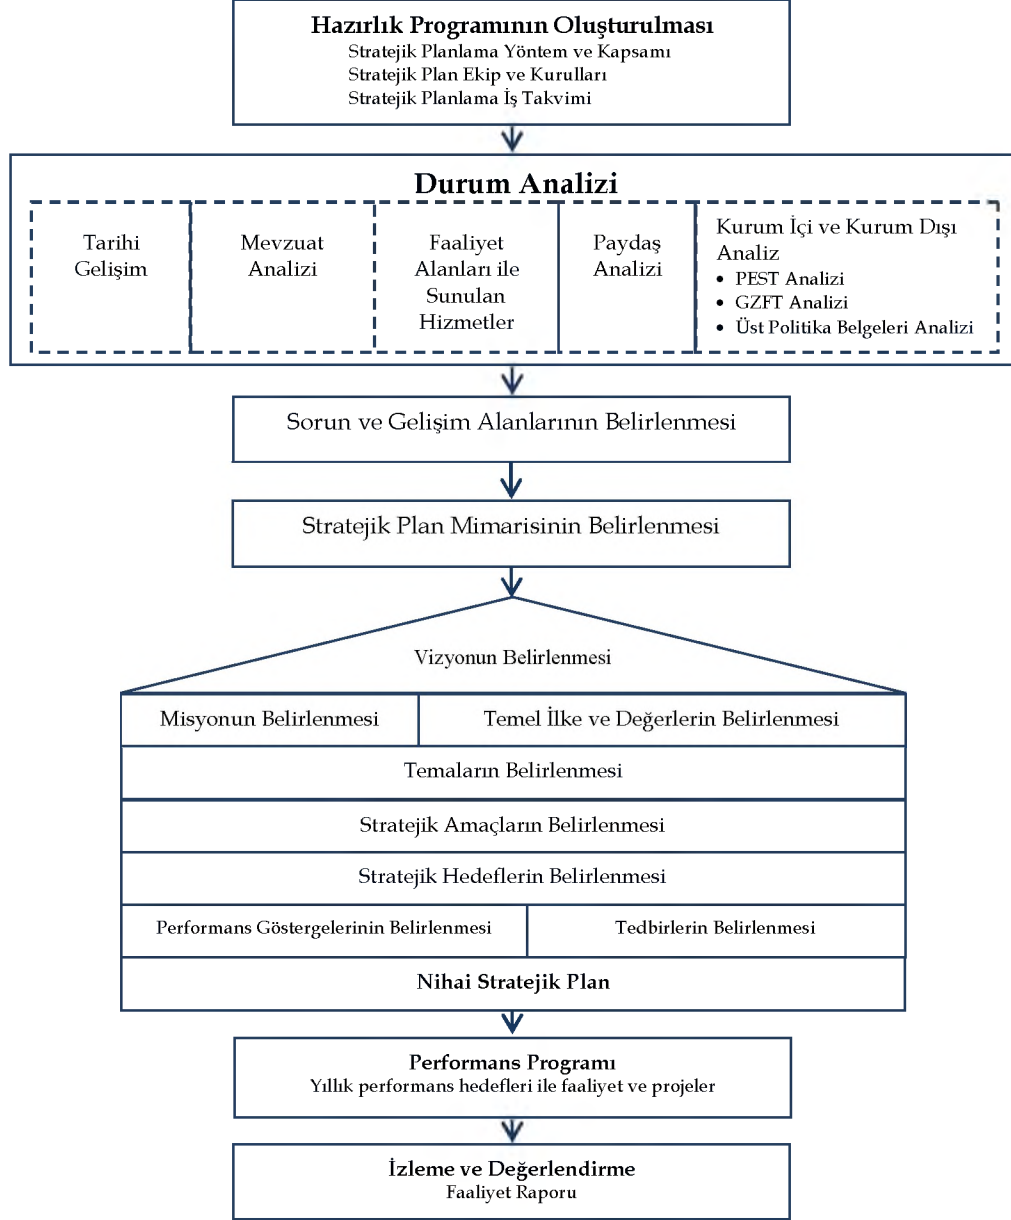 Hazırlık Programının Oluşturulması
Stratejik Planlama Yöntem ve Kapsamı
Stratejik Plan Ekip ve Kurulları
Stratejik Planlama İş Takvimi
Durum Analizi
Tarihi
Gelişim
Mevzuat
Analizi
Faaliyet
Alanları ile
Sunulan
Hizmetler
Paydaş
Analizi
Kurum İçi ve Kurum Dışı
Analiz
• PEST Analizi
• GZFT Analizi
• Üst Politika Belgeleri Analizi
Sorun ve Gelişim Alanlarının Belirlenmesi
Stratejik Plan Mimarisinin Belirlenmesi
Vizyonun Belirlenmesi
Misyonun Belirlenmesi
Temel İlke ve Değerlerin Belirlenmesi
Temaların Belirlenmesi
Stratejik Amaçların Belirlenmesi
Stratejik Hedeflerin Belirlenmesi
Performans Göstergelerinin Belirlenmesi
Tedbirlerin Belirlenmesi
Nihai Stratejik Plan
Performans Programı
Yıllık performans hedefleri ile faaliyet ve projeler
İzleme ve Değerlendirme
Faaliyet Raporu